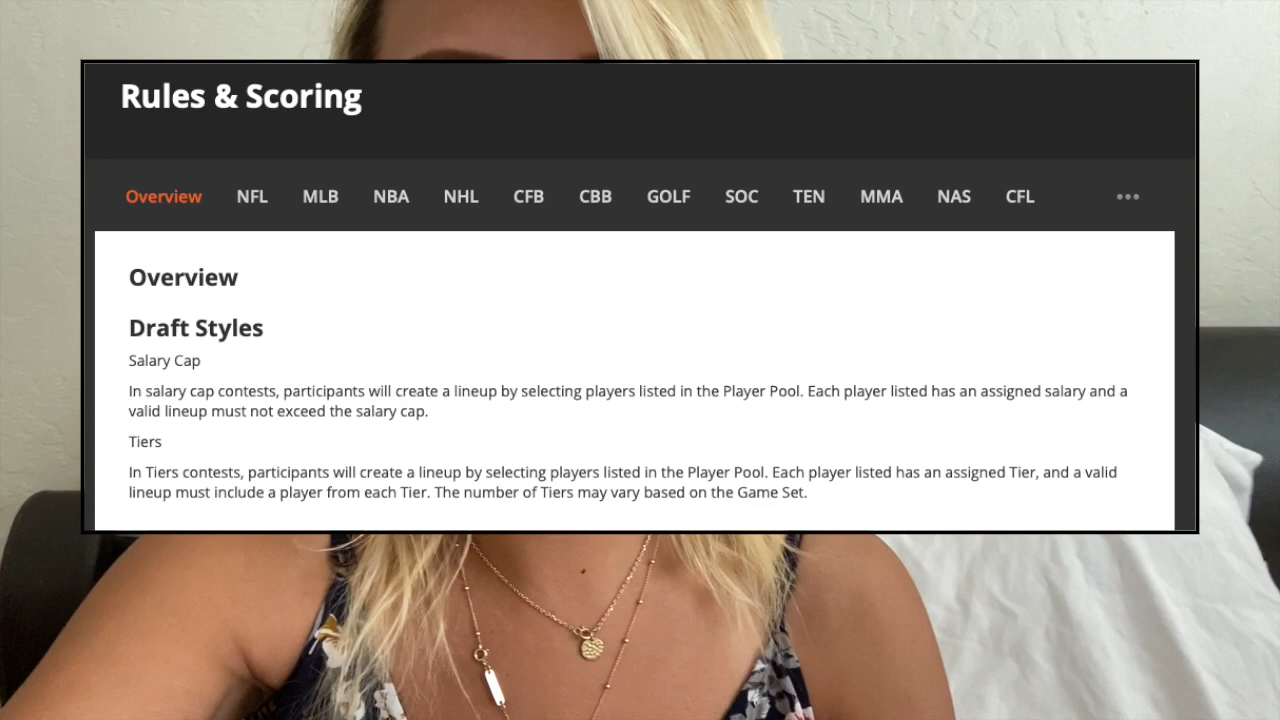 Rules & Scoring
Overview NFL MLB NBA NHL CFB CBB GOLF SOC TEN MMA NAS CFL •••
Overview
Draft Styles
Salary Cap
In salary cap contests, participants will create a lineup by selecting players listed in the Player Pool. Each player listed has an assigned salary and a
valid lineup must not exceed the salary cap.
Tiers
In Tiers contests, participants will create a lineup by selecting players listed in the Player Pool. Each player listed has an assigned Tier, and a valid
lineup must include a player from each Tier. The number of Tiers may vary based on the Game Set.